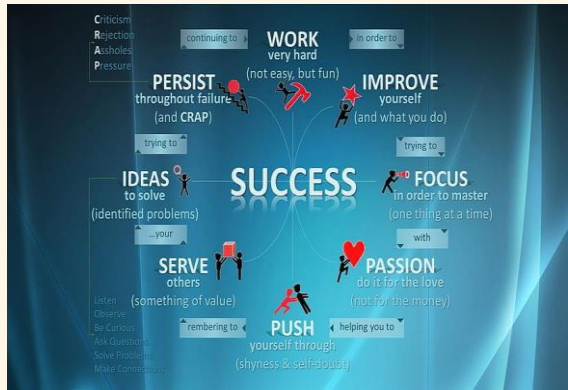 Criticism
Rejection
Assholes
Pressure
continuing to
WORK
very hard
(not easy, but fun)
in order to
PERSIST
throughout failure
(and CRAP)
IMPROVE
yourself
(and what you do)
trying to
trying to
IDEAS
to solve
(identified problems)
SUCCESS
FOCUS
in order to master
(one thing at a time)
...your
with
SERVE
others
(something of value)
PASSION
do it for the love
(not for the money)
Listen
Observe
Be Curious
Ask Questions
Solve Problems
Make Connections
rembering to
PUSH
yourself through
(shyness & self-doubt)
helping you to